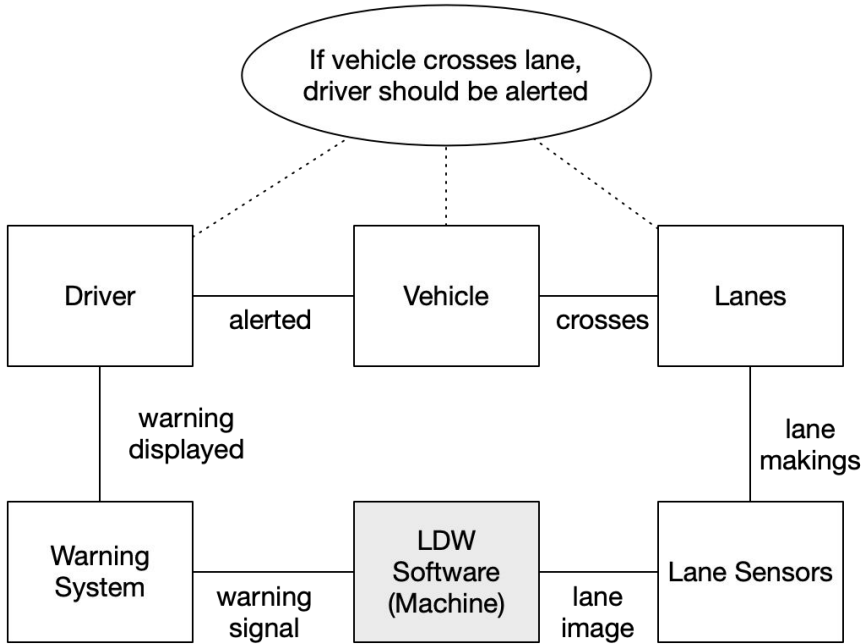 If vehicle crosses lane,
driver should be alerted
Driver
Vehicle
Lanes
alerted
crosses
warning
displayed
lane
makings
Warning
System
LDW
Software
(Machine)
Lane Sensors
warning
signal
lane
image